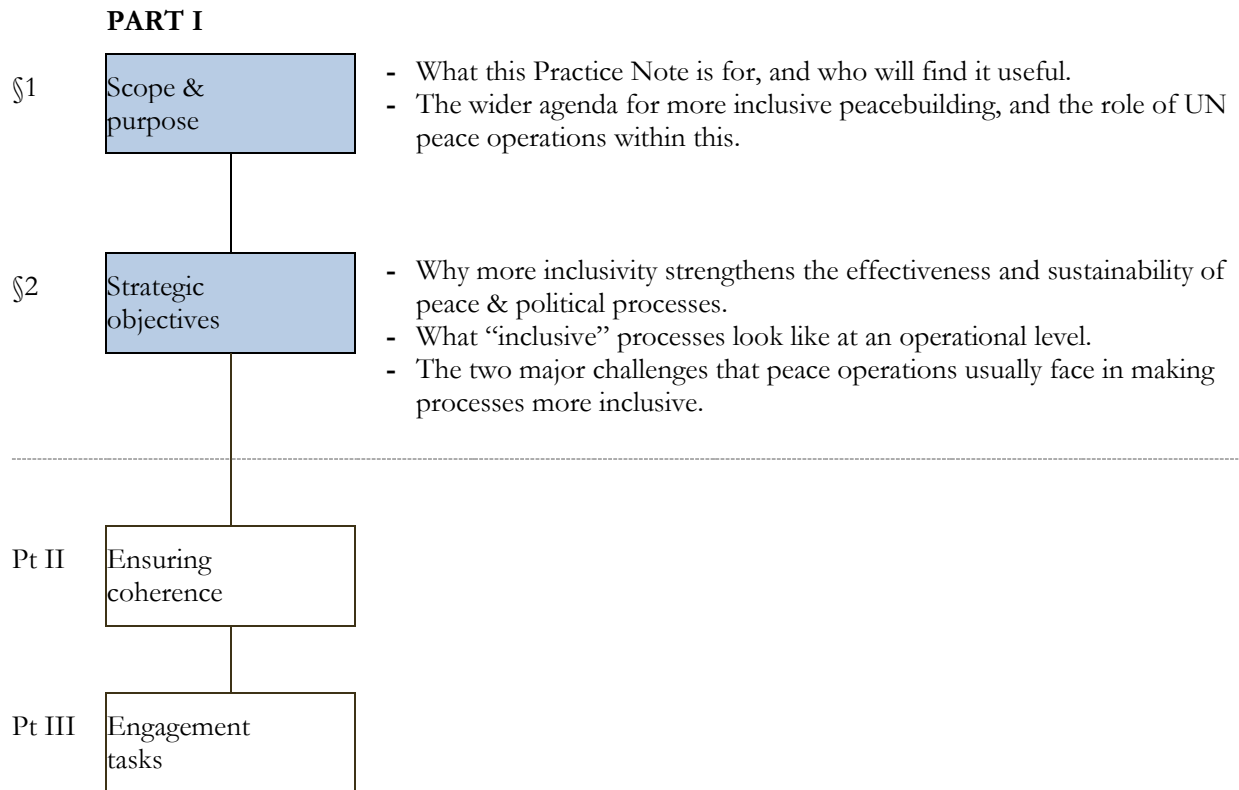 PART I
§1
Scope &
purpose
- What this Practice Note is for, and who will find it useful.
- The wider agenda for more inclusive peacebuilding, and the role of UN
peace operations within this.
§2
Strategic
objectives
- Why more inclusivity strengthens the effectiveness and sustainability of
peace & political processes.
- What “inclusive” processes look like at an operational level.
- The two major challenges that peace operations usually face in making
processes more inclusive.
Pt II
Ensuring
coherence
Pt III
Engagement
tasks